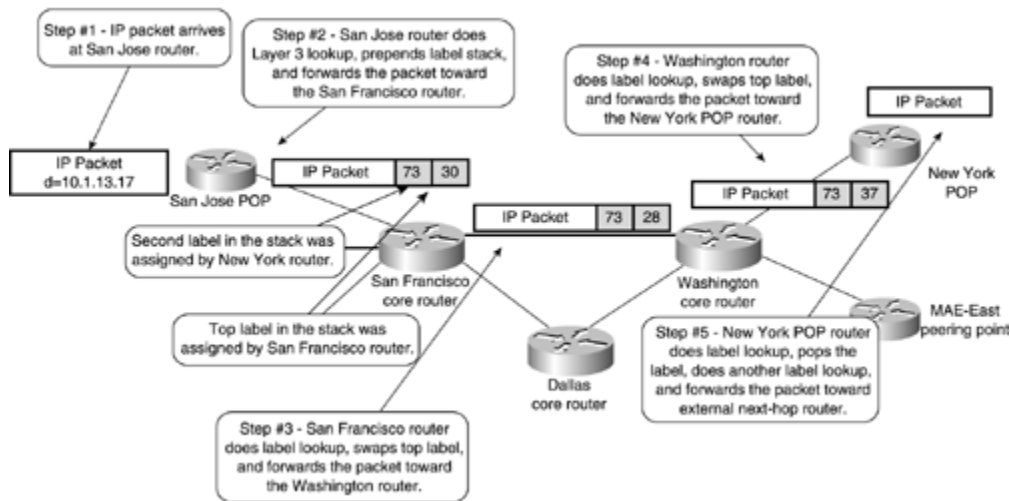 Step #1 - IP packet arrives
at San Jose router.
Step #2 - San Jose router does
Layer 3 lookup, prepends label stack,
and forwards the packet toward
the San Francisco router.
Step #4 - Washington router
does label lookup, swaps top label,
and forwards the packet toward
the New York POP router.
IP Packet
IP Packet
d=10.1.13.17
San Jose POP
IP Packet 73 30
New York
POP
IP Packet 73 37
IP Packet 73 28
Second label in the stack was
assigned by New York router.
San Francisco
core router
Washington
core router
Top label in the stack was
assigned by San Francisco router.
MAE-East
peering point
Dallas
core router
Step #5 - New York POP router
does label lookup, pops the
label, does another label lookup,
and forwards the packet toward
external next-hop router.
Step #3 - San Francisco router
does label lookup, swaps top label,
and forwards the packet toward
the Washington router.